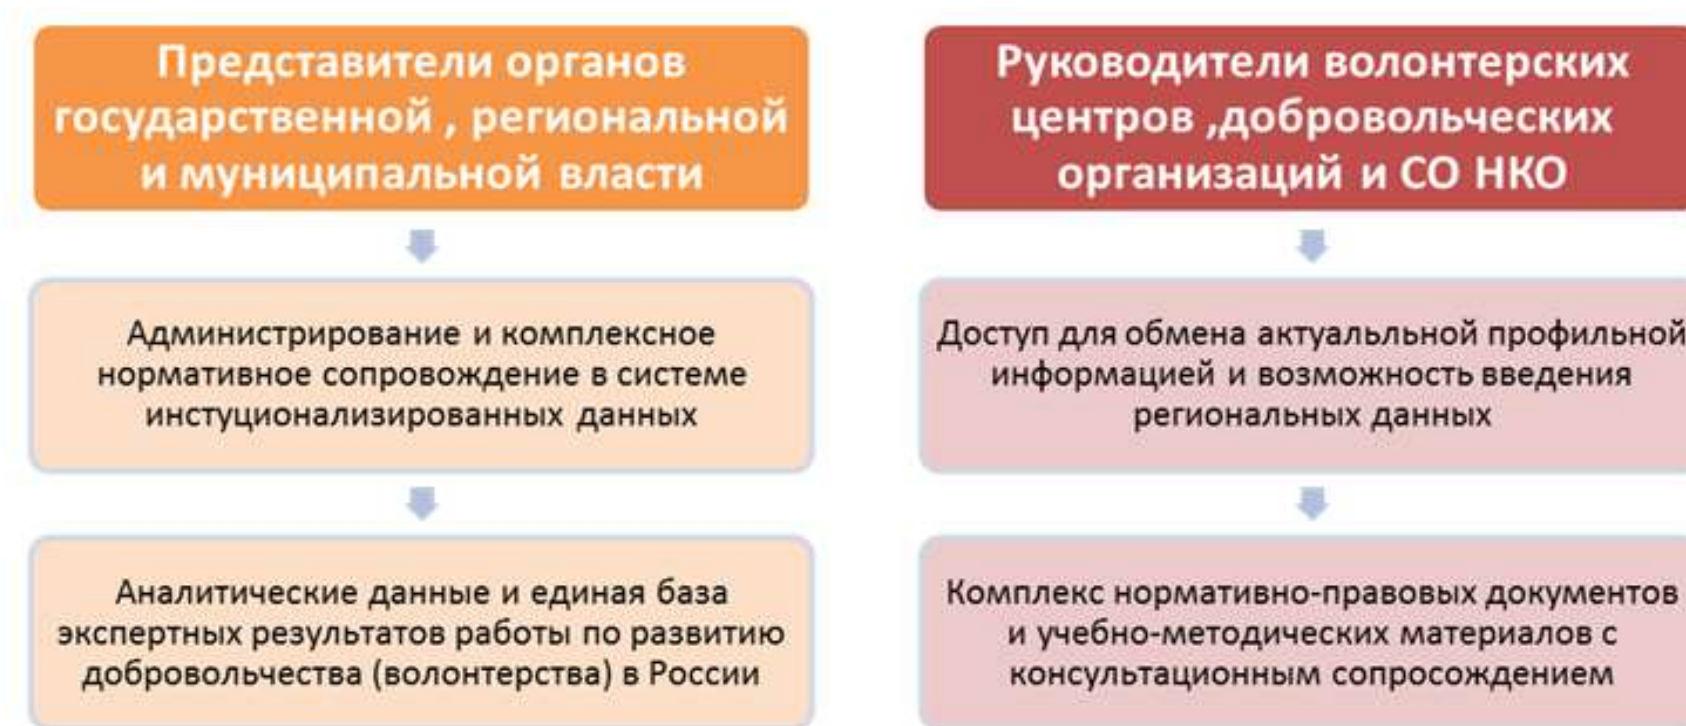 Представители органов
государственной , региональной
и муниципальной власти
Администрирование и комплексное
нормативное сопровождение в системе
инстуционализированных данных
Аналитические данные и единая база
экспертных результатов работы по развитию
добровольчества (волонтерства) в России
Руководители волонтерских
центров ,добровольческих
организаций и СО НКО
Доступ для обмена актуальльной профильной
информацией и возможность введения
региональных данных
Комплекс нормативно-правовых документов
и учебно-методических материалов с
консультационным сопросождением